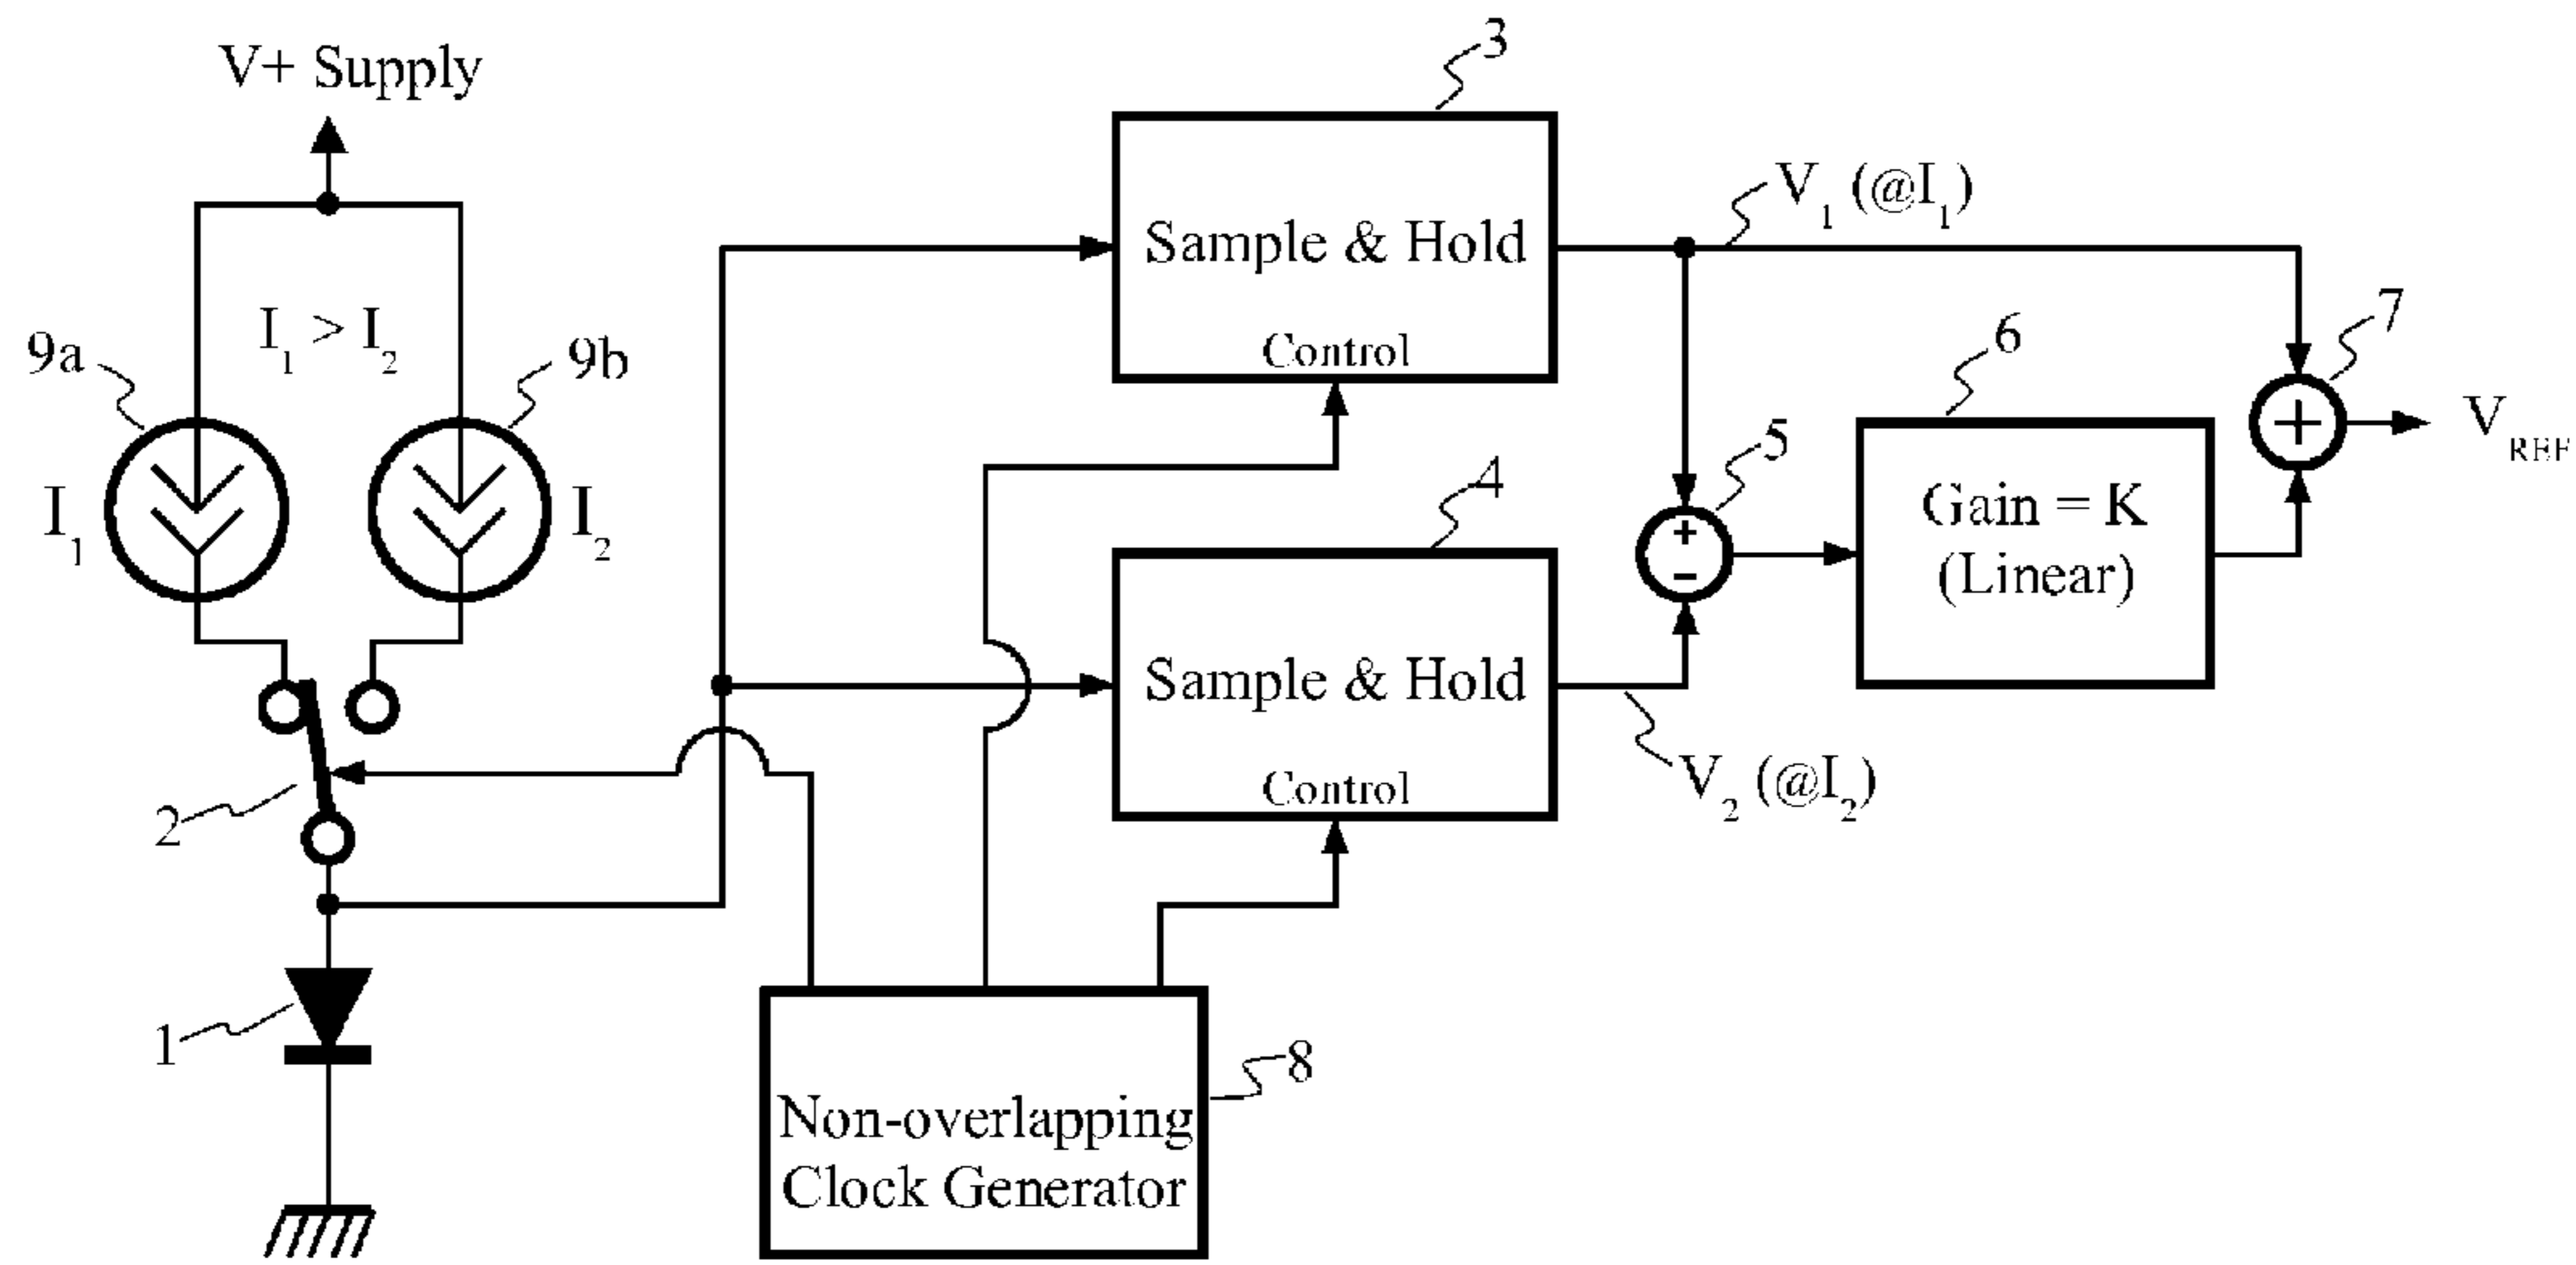 V+ Supply
3
V₁ (@I₁)
I₁ > I₂
9a
9b
Sample & Hold
Control
7
6
V_REF
5
4
I₁
I₂
Gain = K
(Linear)
Sample & Hold
Control
V₂ (@I₂)
2
1
8
Non-overlapping
Clock Generator
+
+
−